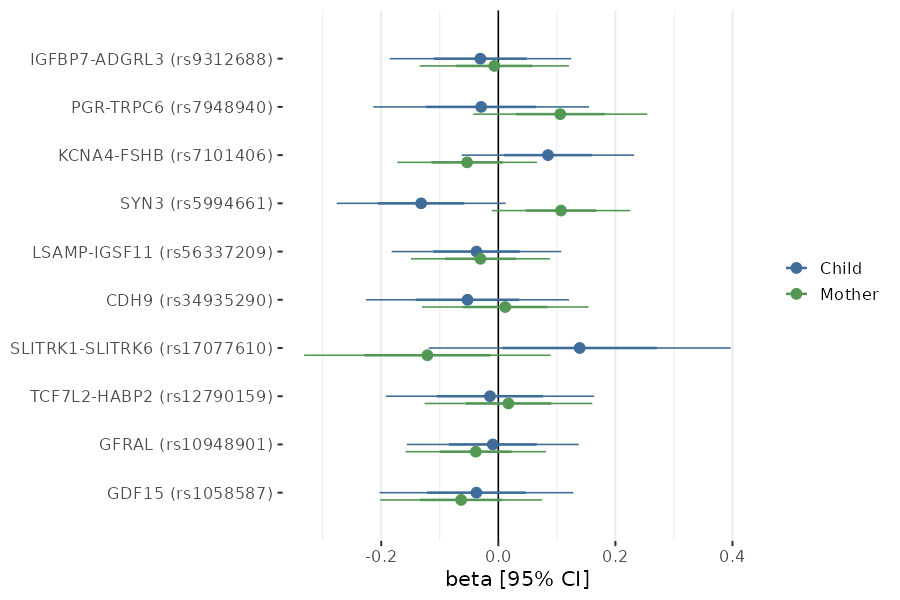 IGFBP7-ADGRL3 (rs9312688)
PGR-TRPC6 (rs7948940)
KCNA4-FSHB (rs7101406)
SYN3 (rs5994661)
LSAMP-IGSF11 (rs56337209)
CDH9 (rs34935290)
SLITRK1-SLITRK6 (rs17077610)
TCF7L2-HABP2 (rs12790159)
GFRAL (rs10948901)
GDF15 (rs1058587)
-0.2 0.0 0.2 0.4
beta [95% CI]
Child
Mother